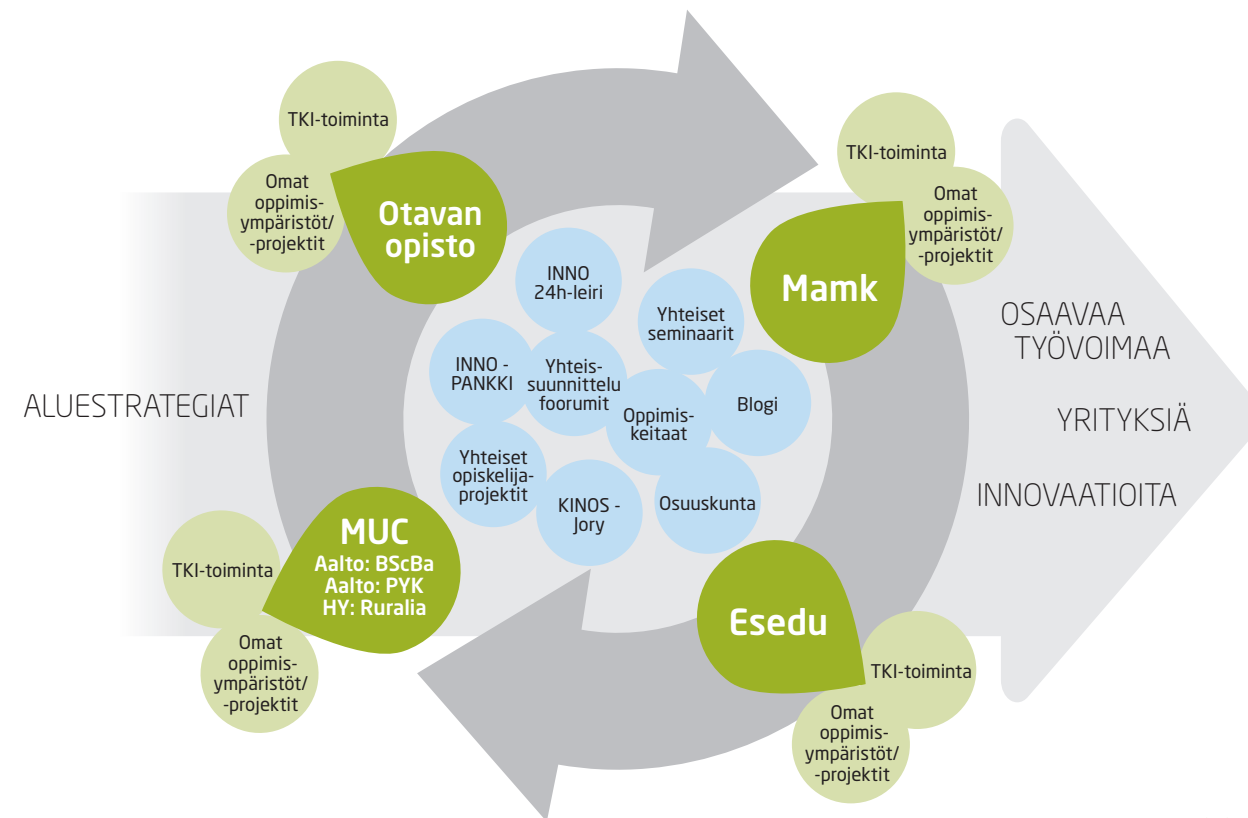 TKI-toiminta
Omat
oppimis-
ympäristöt/
-projektit
Otavan
opisto
TKI-toiminta
Omat
oppimis-
ympäristöt/
-projektit
Mamk
INNO
24h-leiri
Yhteiset
seminaarit
INNO -
PANKKI
Yhteis-
suunnittelu
foorumit
Oppimis-
keitaat
Blogi
Yhteiset
opiskelija-
projektit
KINOS -
Jory
Osuuskunta
ALUESTRATEGIAT
OSAAVAA
TYÖVOIMAA
YRITYKSIÄ
INNOVAATIOITA
MUC
Aalto: BScBa
Aalto: PYK
HY: Ruralia
TKI-toiminta
Omat
oppimis-
ympäristöt/
-projektit
Esedu
TKI-toiminta
Omat
oppimis-
ympäristöt/
-projektit